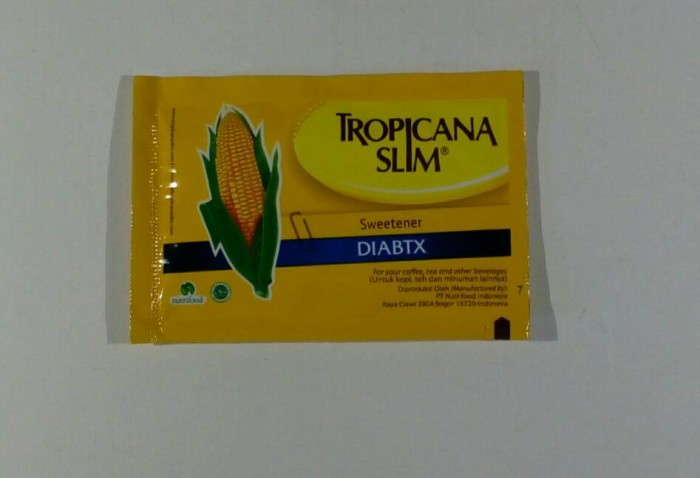 TROPICANA
SLIM®
Sweetener
DIABTX
For your coffee, tea and other beverages
(Untuk kopi, teh dan minuman lainnya)
Diproduksi Oleh (Manufactured By):
PT Nutrifood Indonesia
Raya Ciawi 280A Bogor 16720-Indonesia
7
nutrifood